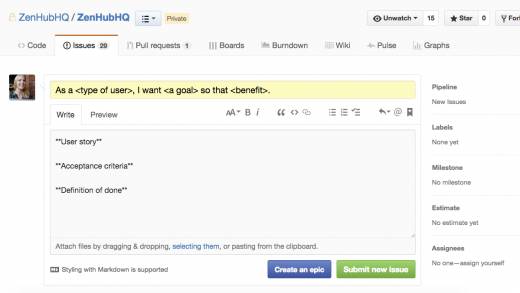 ZenHubHQ / ZenHubHQ Private Unwatch 15 Star 0 For
Code Issues 29 Pull requests 1 Boards Burndown Wiki Pulse Graphs
As a <type of user>, I want <a goal> so that <benefit>.
Write Preview AA B i
**User story**
**Acceptance criteria**
**Definition of done**
Attach files by dragging & dropping, selecting them, or pasting from the clipboard.
Styling with Markdown is supported Create an epic Submit new issue
Pipeline
New Issues
Labels
None yet
Milestone
No milestone
Estimate
No estimate yet
Assignees
No one—assign yourself